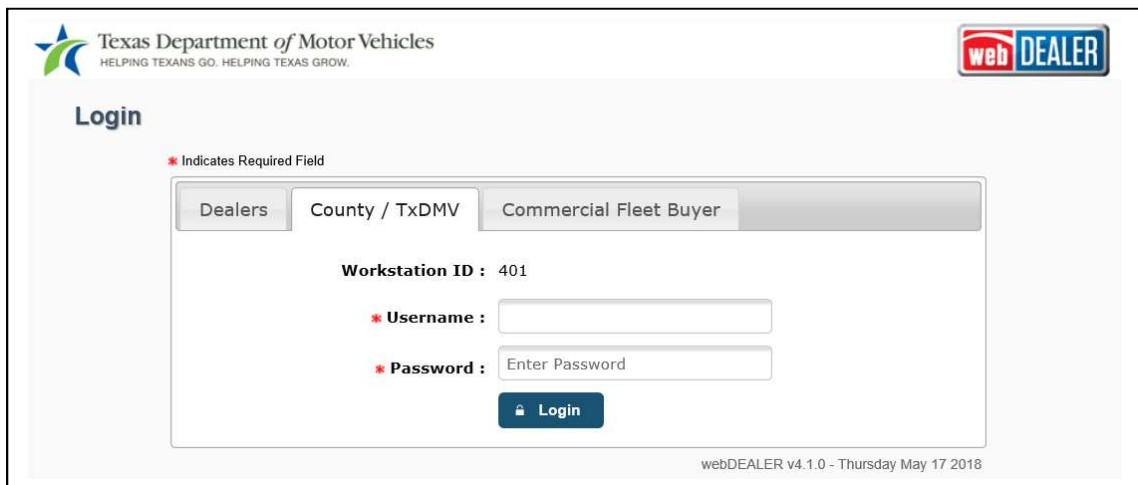 Texas Department of Motor Vehicles
HELPING TEXANS GO. HELPING TEXAS GROW.
web DEALER
Login
* Indicates Required Field
Dealers County / TxDMV Commercial Fleet Buyer
Workstation ID : 401
* Username :
* Password : Enter Password
Login
webDEALER v4.1.0 - Thursday May 17 2018